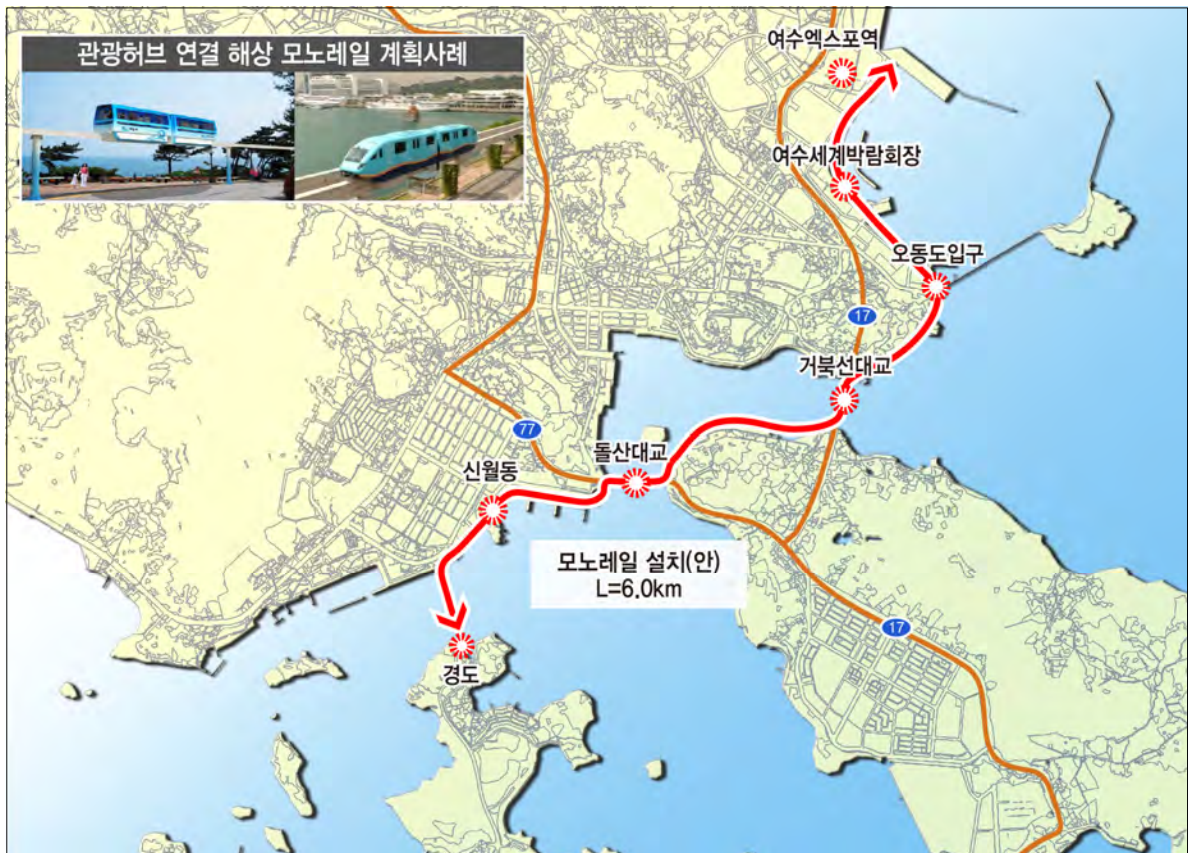 관광허브 연결 해상 모노레일 계획사례
여수엑스포역
여수세계박람회장
오동도입구
17
거북선대교
77
돌산대교
신월동
모노레일 설치(안)
L=6.0km
17
경도